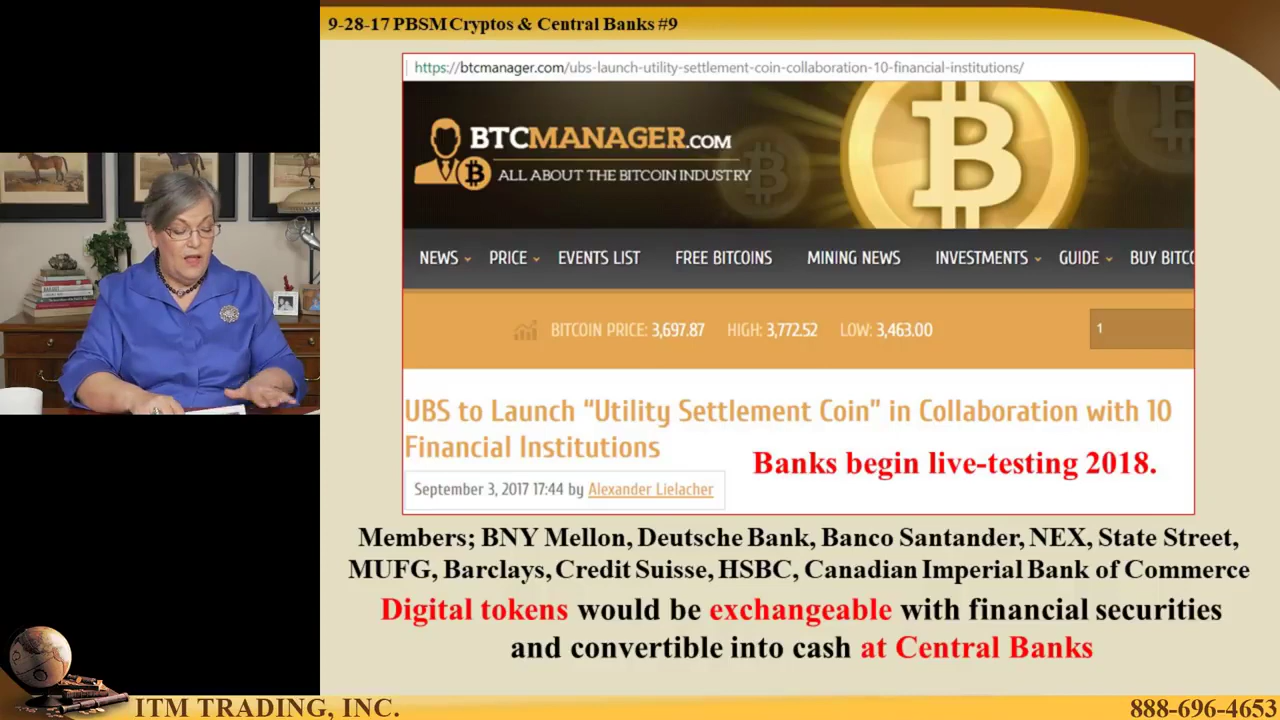 9-28-17 PBSM Cryptos & Central Banks #9
https://btcmanager.com/ubs-launch-utility-settlement-coin-collaboration-10-financial-institutions/
BTCMANAGER.COM
ALL ABOUT THE BITCOIN INDUSTRY
NEWS PRICE EVENTS LIST FREE BITCOINS MINING NEWS INVESTMENTS GUIDE BUY BITCO
BITCOIN PRICE: 3,697.87 HIGH: 3,772.52 LOW: 3,463.00 1
UBS to Launch “Utility Settlement Coin” in Collaboration with 10
Financial Institutions
Banks begin live-testing 2018.
September 3, 2017 17:44 by Alexander Lielacher
Members; BNY Mellon, Deutsche Bank, Banco Santander, NEX, State Street,
MUFG, Barclays, Credit Suisse, HSBC, Canadian Imperial Bank of Commerce
Digital tokens would be exchangeable with financial securities
and convertible into cash at Central Banks
ITM TRADING, INC. 888-696-4653